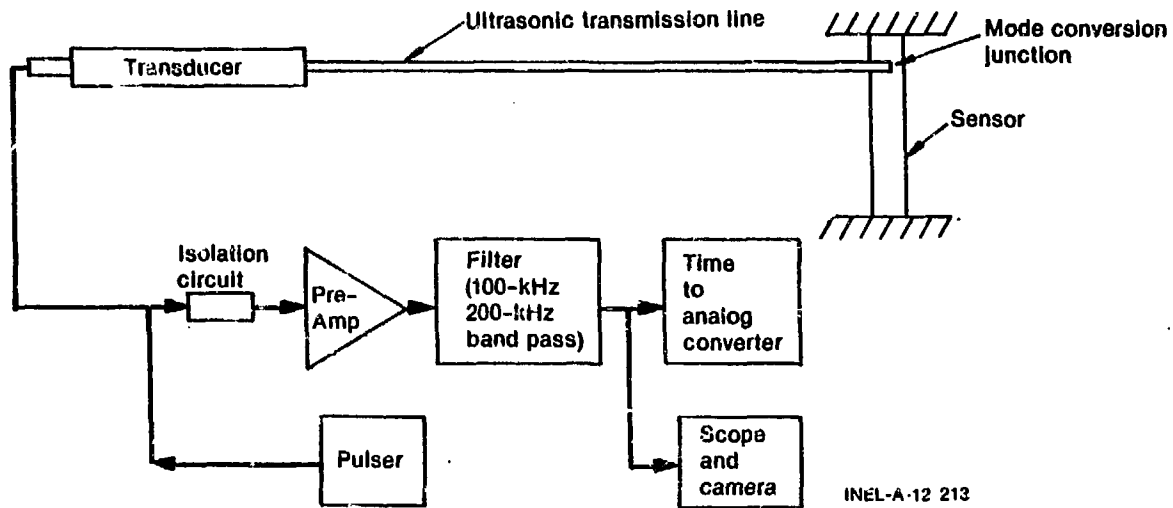 Ultrasonic transmission line
Mode conversion
junction
Transducer
Sensor
Isolation
circuit
Pre-
Amp
Filter
(100-kHz
200-kHz
band pass)
Time
to
analog
converter
Pulser
Scope
and
camera
INEL-A-12 213